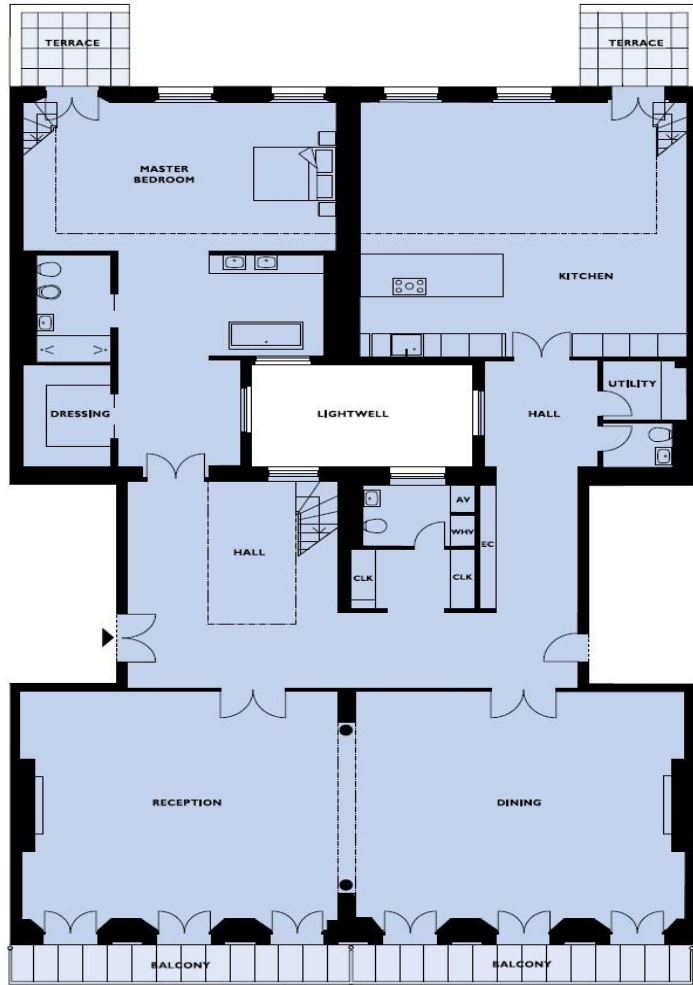 TERRACE
TERRACE
MASTER
BEDROOM
KITCHEN
DRESSING
LIGHTWELL
HALL
UTILITY
HALL
AV
WHV
EC
CLK
CLK
RECEPTION
DINING
BALCONY
BALCONY